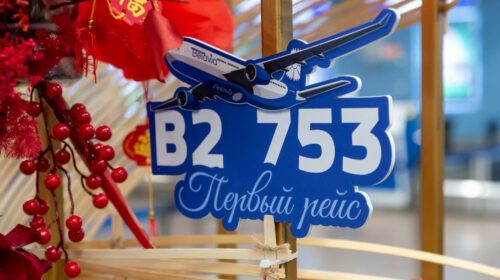 Belavia
B2 753
Первый рейс